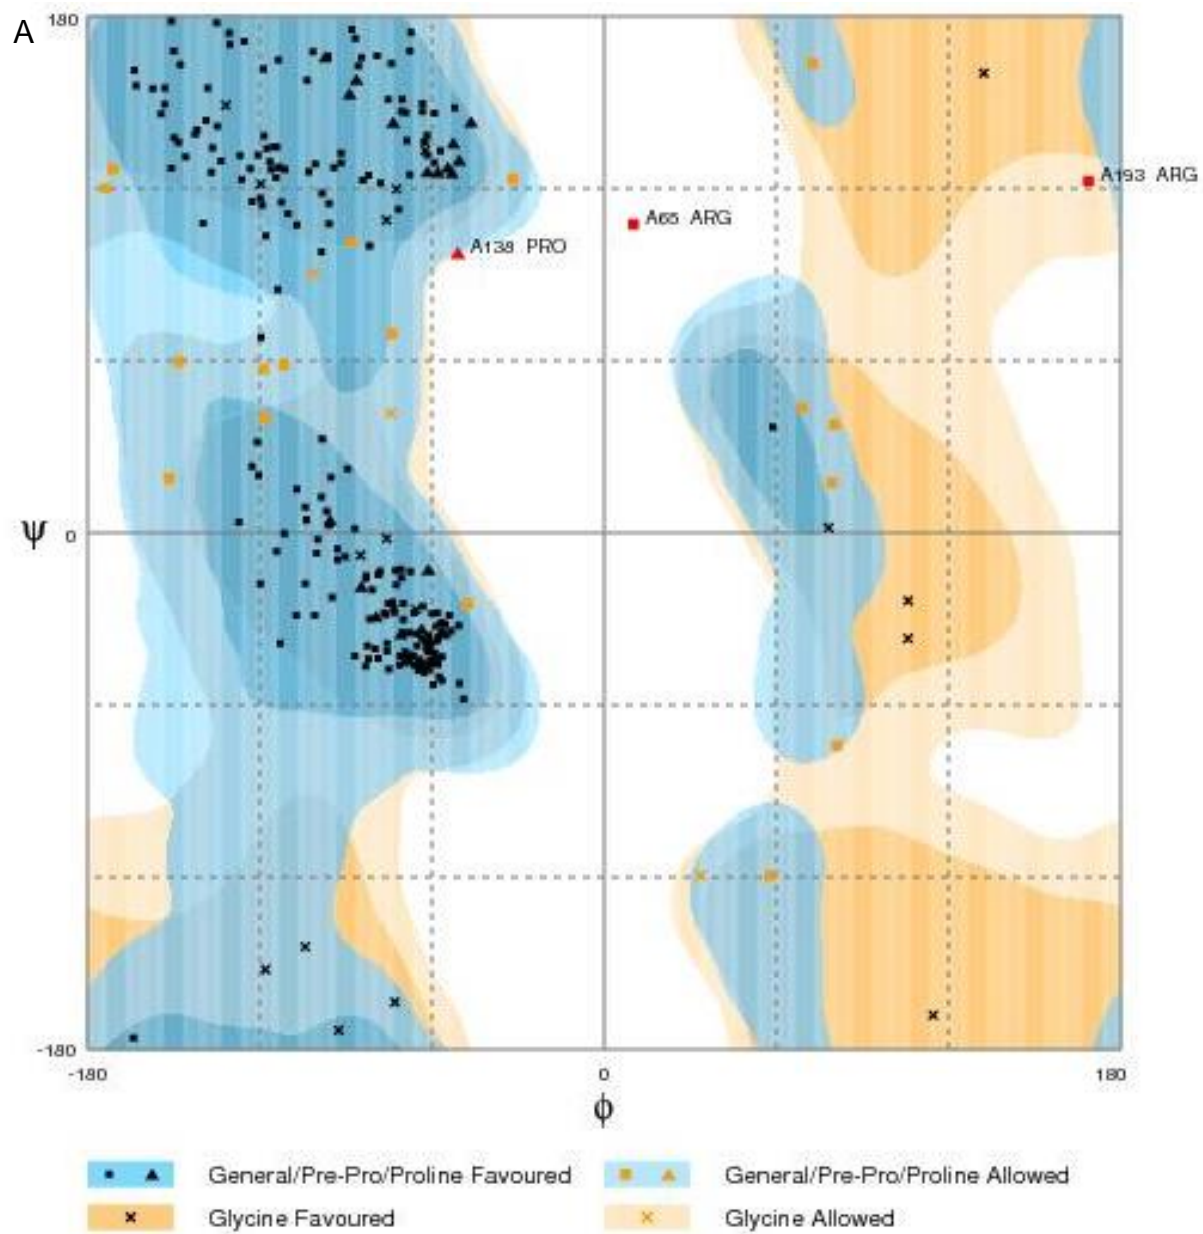 A
180
A193 ARG
A65 ARG
A138 PRO
ψ
0
-180
-180
0
180
ϕ
General/Pre-Pro/Proline Favoured
General/Pre-Pro/Proline Allowed
Glycine Favoured
Glycine Allowed